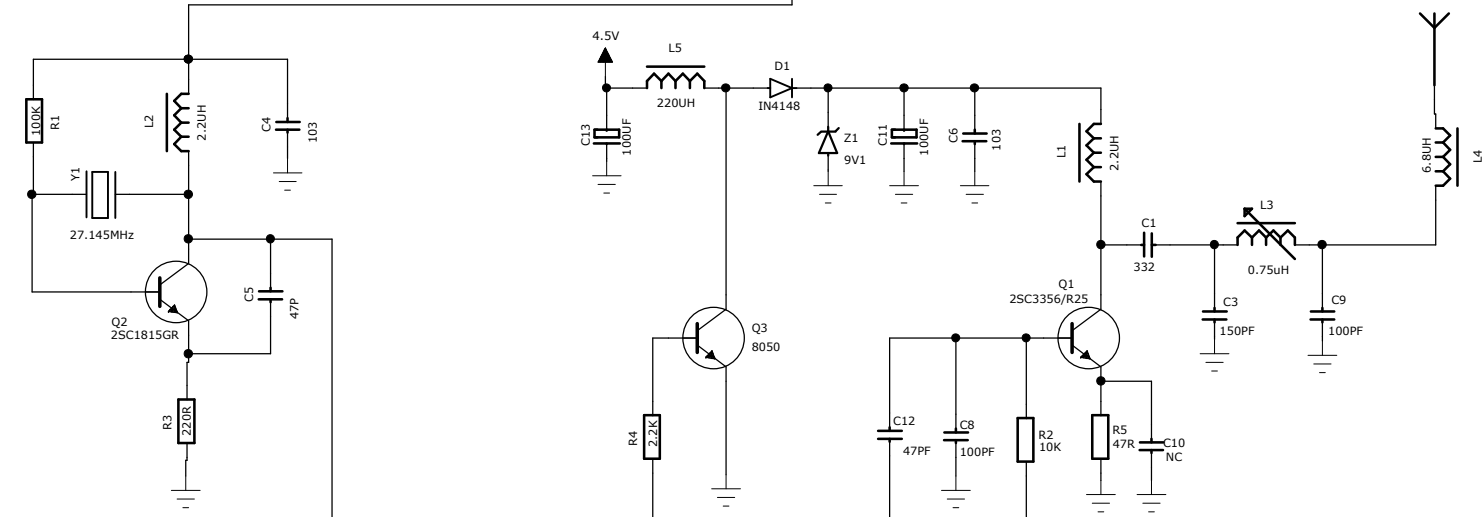 4.5V
L5
220UH
D1
IN4148
R1
100K
L2
2.2UH
C4
103
C13
100UF
Z1
9V1
C11
100UF
C6
103
L1
2.2UH
6.8UH
L4
Y1
27.145MHz
C1
332
L3
0.75uH
C5
47P
Q2
2SC1815GR
Q3
8050
Q1
2SC3356/R25
C3
150PF
C9
100PF
R3
220R
R4
2.2K
C12
47PF
C8
100PF
R2
10K
R5
47R
C10
NC